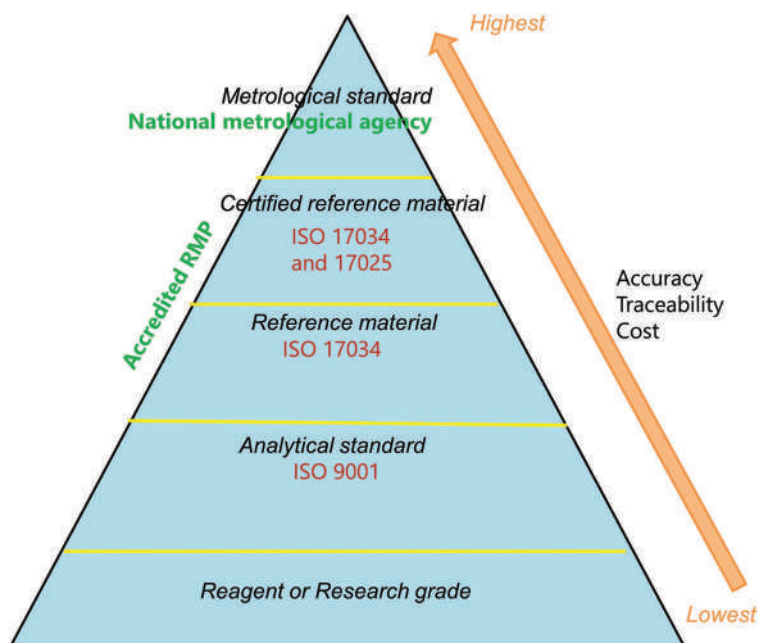 Highest
Metrological standard
National metrological agency
Certified reference material
ISO 17034
and 17025
Accredited RMP
Accuracy
Traceability
Cost
Reference material
ISO 17034
Analytical standard
ISO 9001
Reagent or Research grade
Lowest